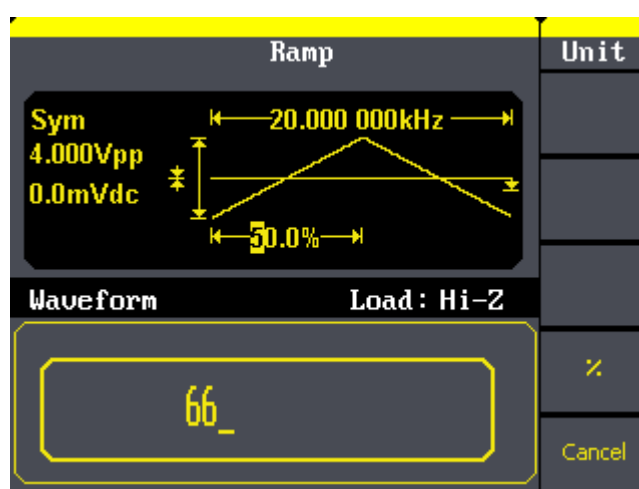 Ramp
Unit
Sym
20.000 000kHz
4.000Vpp
0.0mVdc
50.0%
Waveform
Load: Hi-Z
%
66_
Cancel